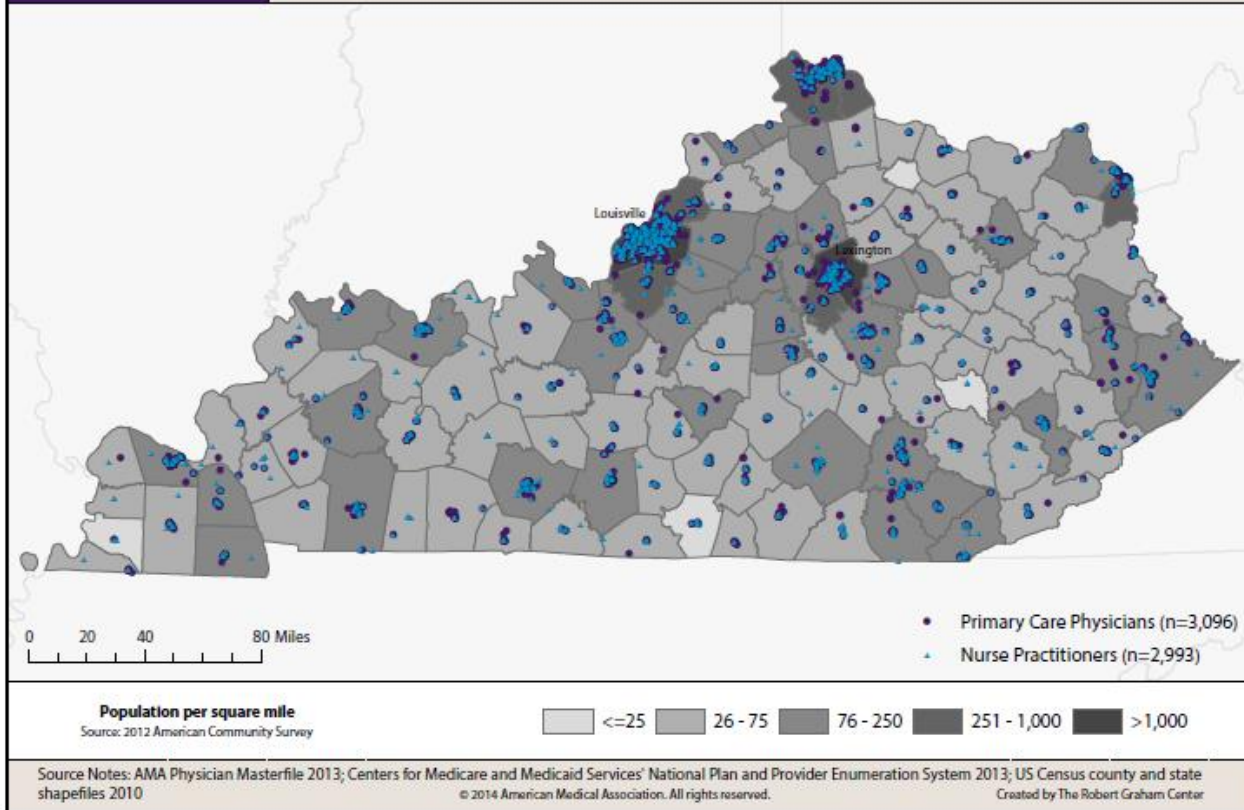 Louisville
Lexington
0 20 40 80 Miles
Primary Care Physicians (n=3,096)
Nurse Practitioners (n=2,993)
Population per square mile
Source: 2012 American Community Survey
<=25 26 - 75 76 - 250 251 - 1,000 >1,000
Source Notes: AMA Physician Masterfile 2013; Centers for Medicare and Medicaid Services' National Plan and Provider Enumeration System 2013; US Census county and state
shapefiles 2010
© 2014 American Medical Association. All rights reserved.
Created by The Robert Graham Center